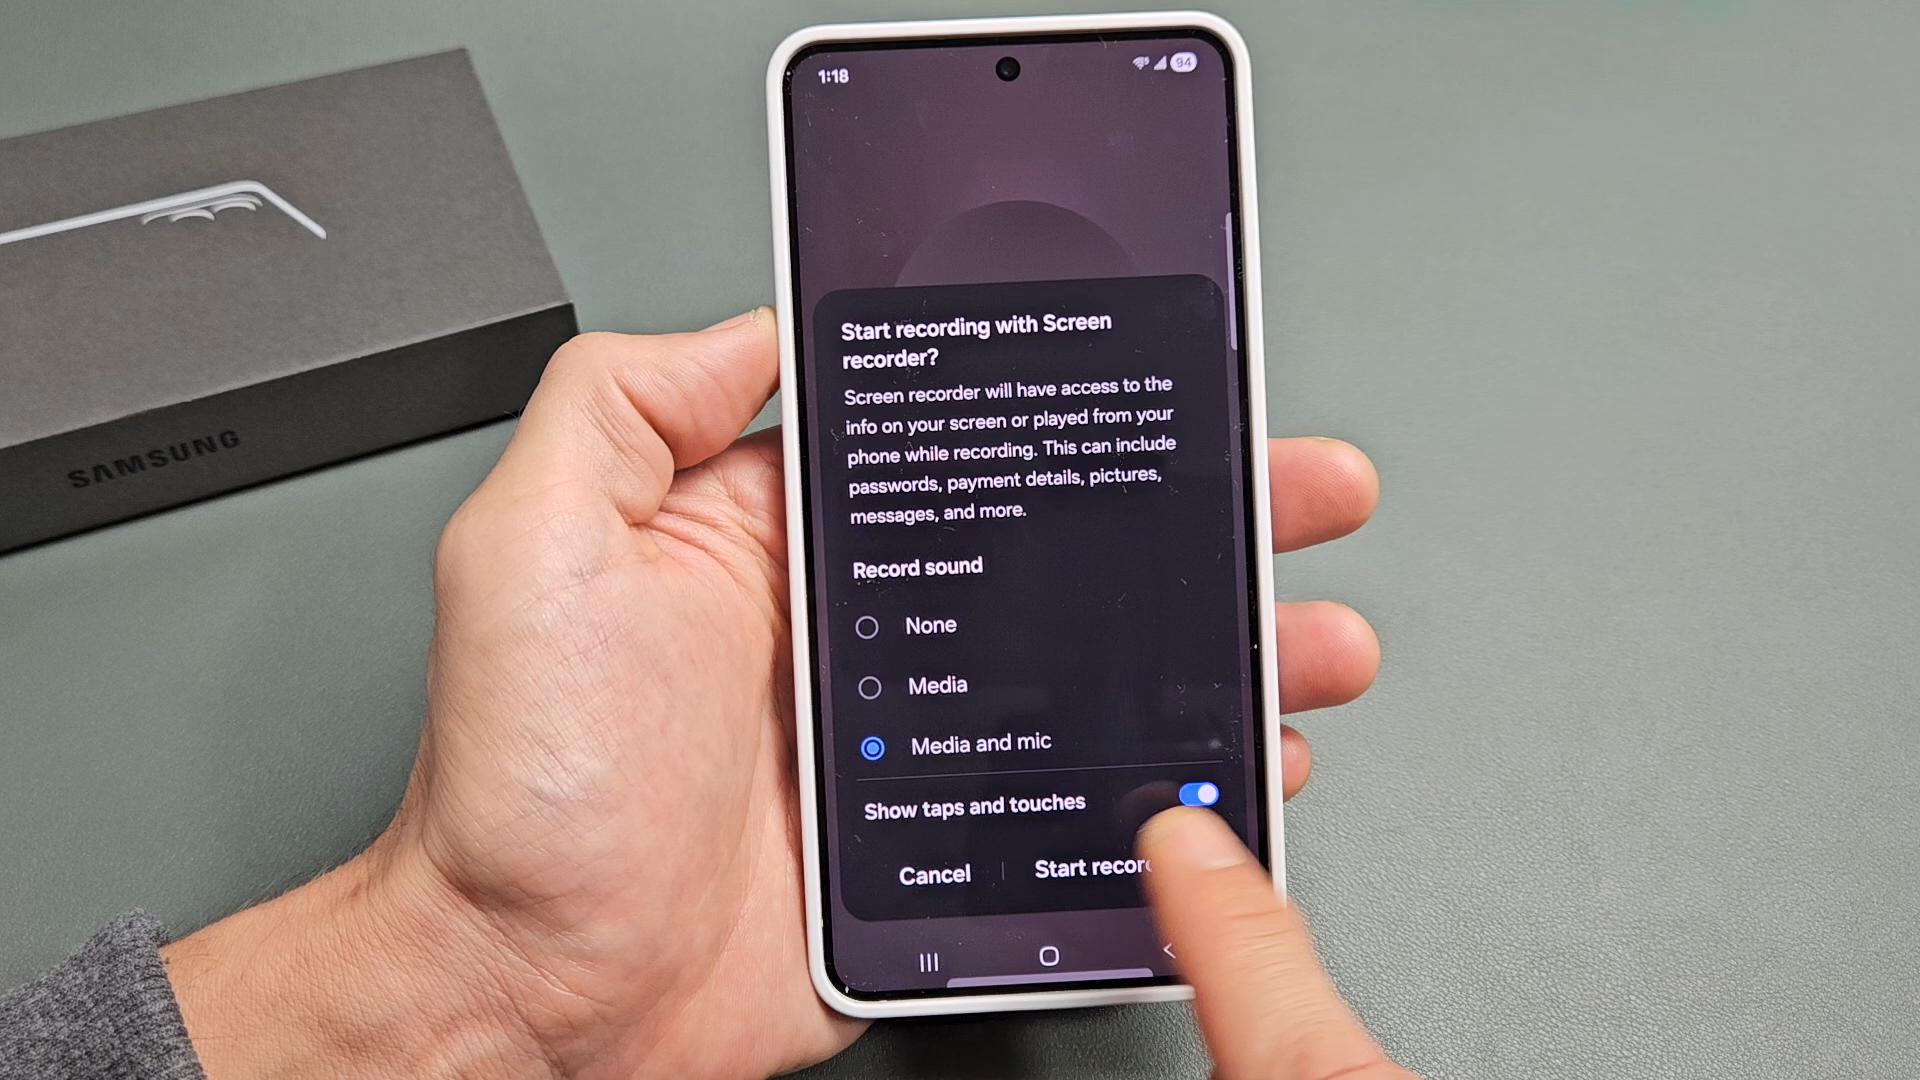 1:18
94
SAMSUNG
Start recording with Screen
recorder?
Screen recorder will have access to the
info on your screen or played from your
phone while recording. This can include
passwords, payment details, pictures,
messages, and more.
Record sound
None
Media
Media and mic
Show taps and touches
Cancel
Start recor